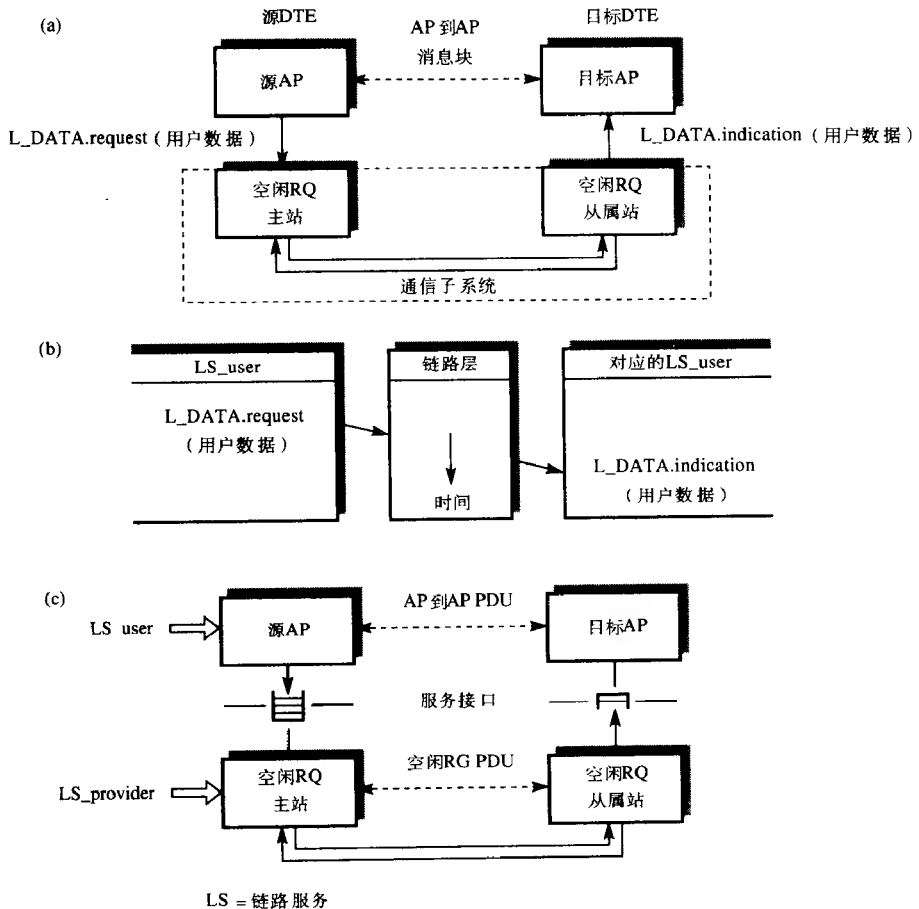 (a)
源DTE
目标DTE
AP 到AP
消息块
源AP
目标AP
L_DATA.request ( 用户数据 )
L_DATA.indication ( 用户数据 )
空闲RQ
主站
空闲RQ
从属站
通信子系统
(b)
LS_user
链路层
对应的LS_user
L_DATA.request
( 用户数据 )
时间
L_DATA.indication
( 用户数据 )
(c)
LS user
源AP
AP 到AP PDU
目标AP
服务接口
LS_provider
空闲RQ
主站
空闲RG PDU
空闲RQ
从属站
LS = 链路服务